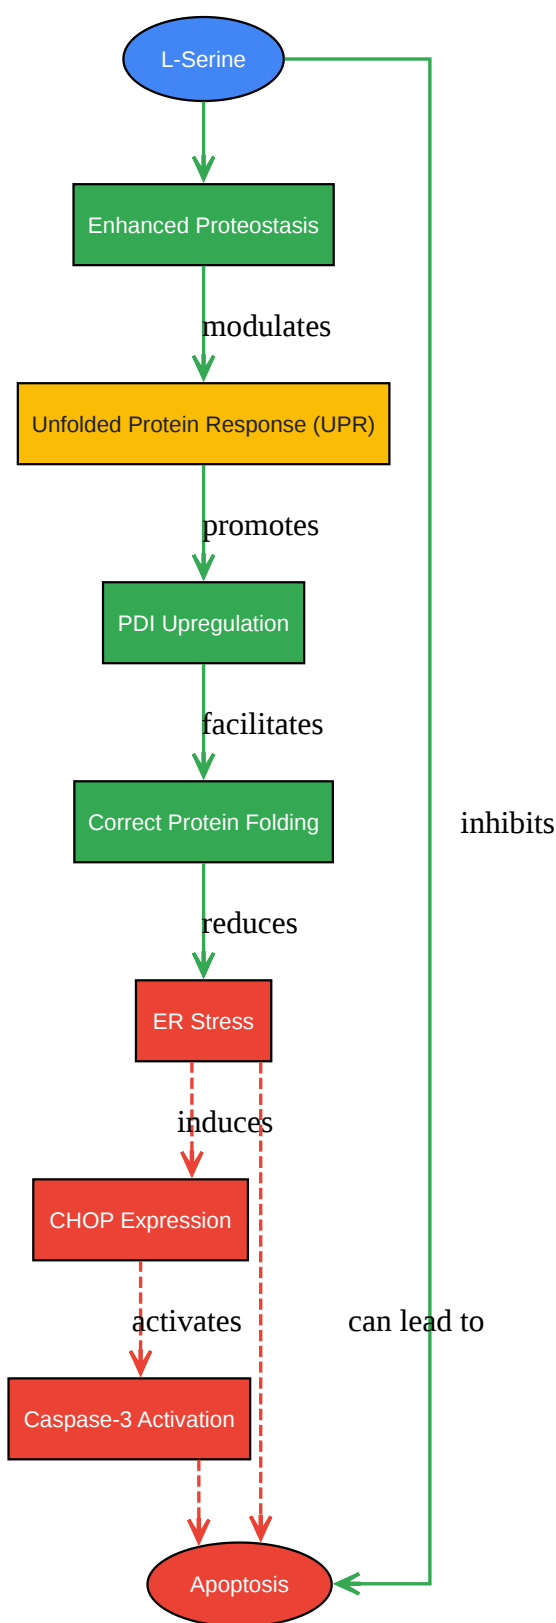 L-Serine
Enhanced Proteostasis
modulates
Unfolded Protein Response (UPR)
promotes
PDI Upregulation
facilitates
Correct Protein Folding
inhibits
reduces
ER Stress
induces
CHOP Expression
activates
can lead to
Caspase-3 Activation
Apoptosis